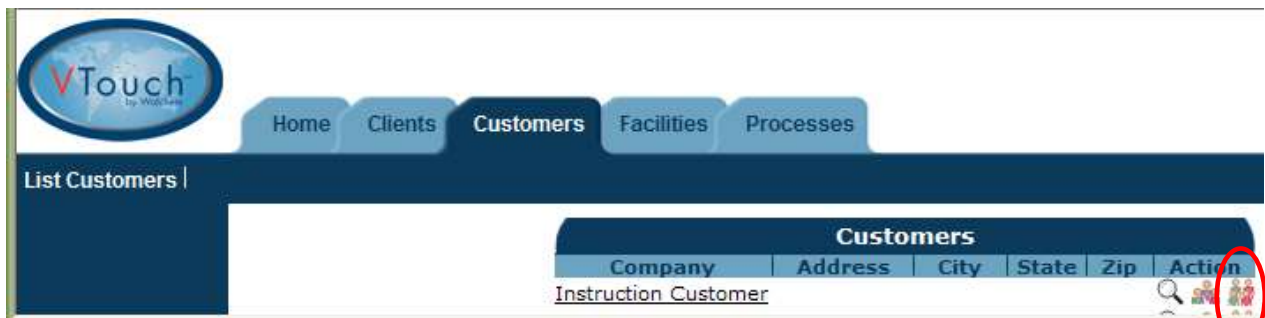 VTouch
Home Clients Customers Facilities Processes
List Customers
Customers
Company Address City State Zip Action
Instruction Customer